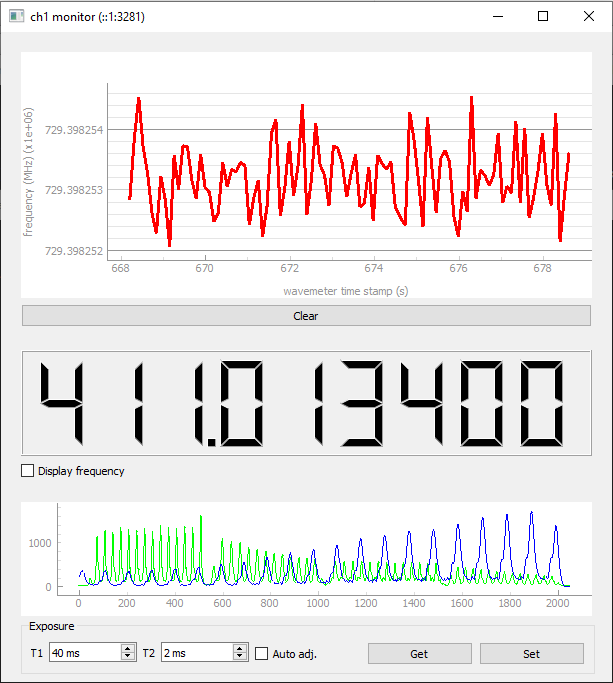 ch1 monitor (::1:3281)
frequency (MHz) (x1e+06)
729.398254
729.398253
729.398252
668 670 672 674 676 678
wavemeter time stamp (s)
Clear
411.013400
Display frequency
1000
0
0 200 400 600 800 1000 1200 1400 1600 1800 2000
Exposure
T1 40 ms T2 2 ms Auto adj. Get Set